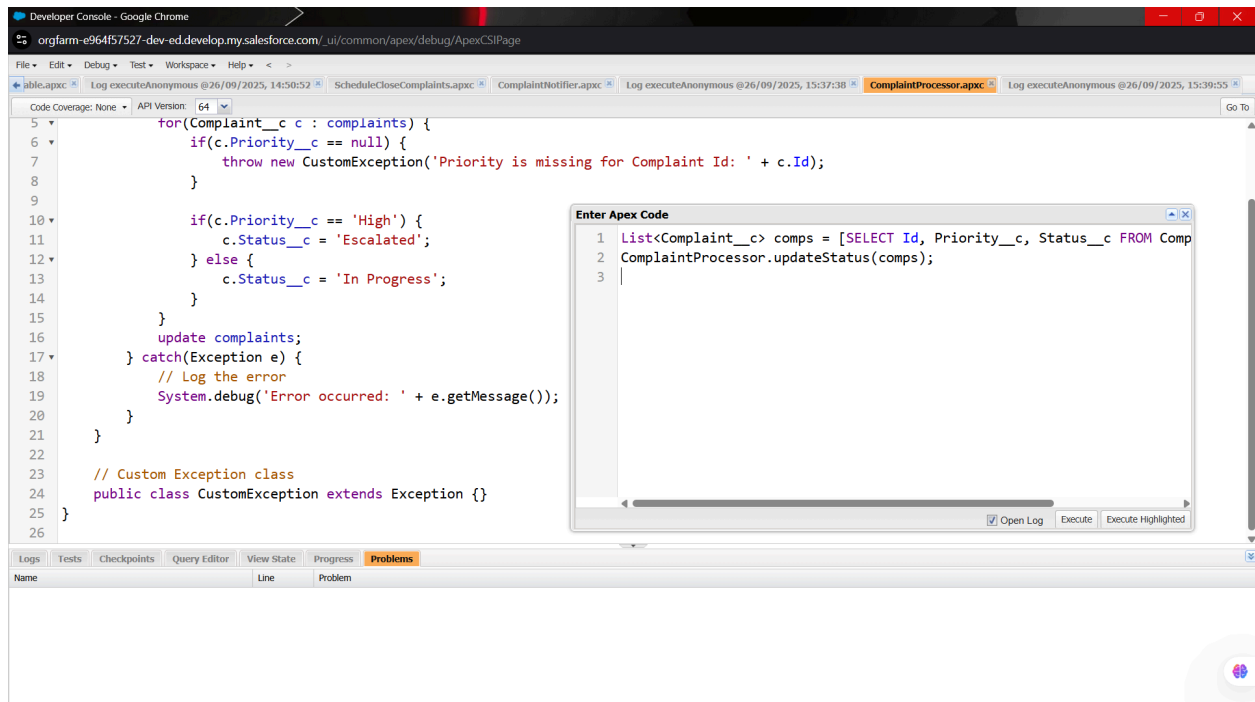 Developer Console - Google Chrome
orgfarm-e964f57527-dev-ed.develop.my.salesforce.com/_ui/common/apex/debug/ApexCSIPage
File Edit Debug Test Workspace Help < >
able.apxc Log executeAnonymous @26/09/2025, 14:50:52 ScheduleCloseComplaints.apxc ComplaintNotifier.apxc Log executeAnonymous @26/09/2025, 15:37:38 ComplaintProcessor.apxc Log executeAnonymous @26/09/2025, 15:39:55
Code Coverage: None API Version: 64 Go To
5 for(Complaint__c c : complaints) {
6 if(c.Priority__c == null) {
7 throw new CustomException('Priority is missing for Complaint Id: ' + c.Id);
8 }
9
10 if(c.Priority__c == 'High') {
11 c.Status__c = 'Escalated';
12 } else {
13 c.Status__c = 'In Progress';
14 }
15 }
16 update complaints;
17 } catch(Exception e) {
18 // Log the error
19 System.debug('Error occurred: ' + e.getMessage());
20 }
21 }
22
23 // Custom Exception class
24 public class CustomException extends Exception {}
25 }
26
Enter Apex Code
1 List<Complaint__c> comps = [SELECT Id, Priority__c, Status__c FROM Comp
2 ComplaintProcessor.updateStatus(comps);
3
Open Log Execute Execute Highlighted
Logs Tests Checkpoints Query Editor View State Progress Problems
Name Line Problem